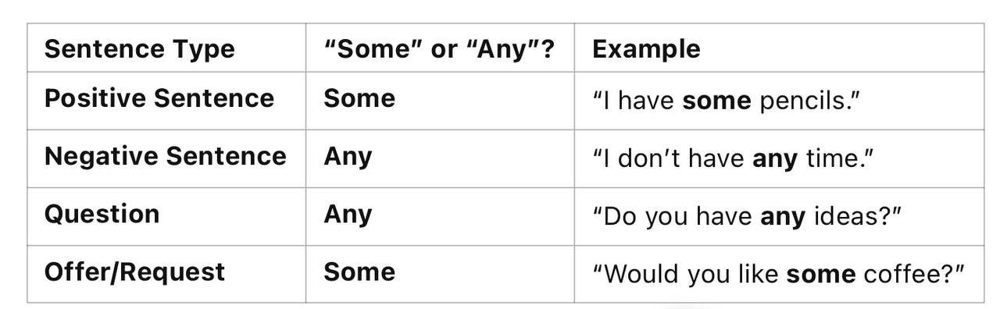 Sentence Type “Some” or “Any”? Example
Positive Sentence Some “I have some pencils.”
Negative Sentence Any “I don’t have any time.”
Question Any “Do you have any ideas?”
Offer/Request Some “Would you like some coffee?”